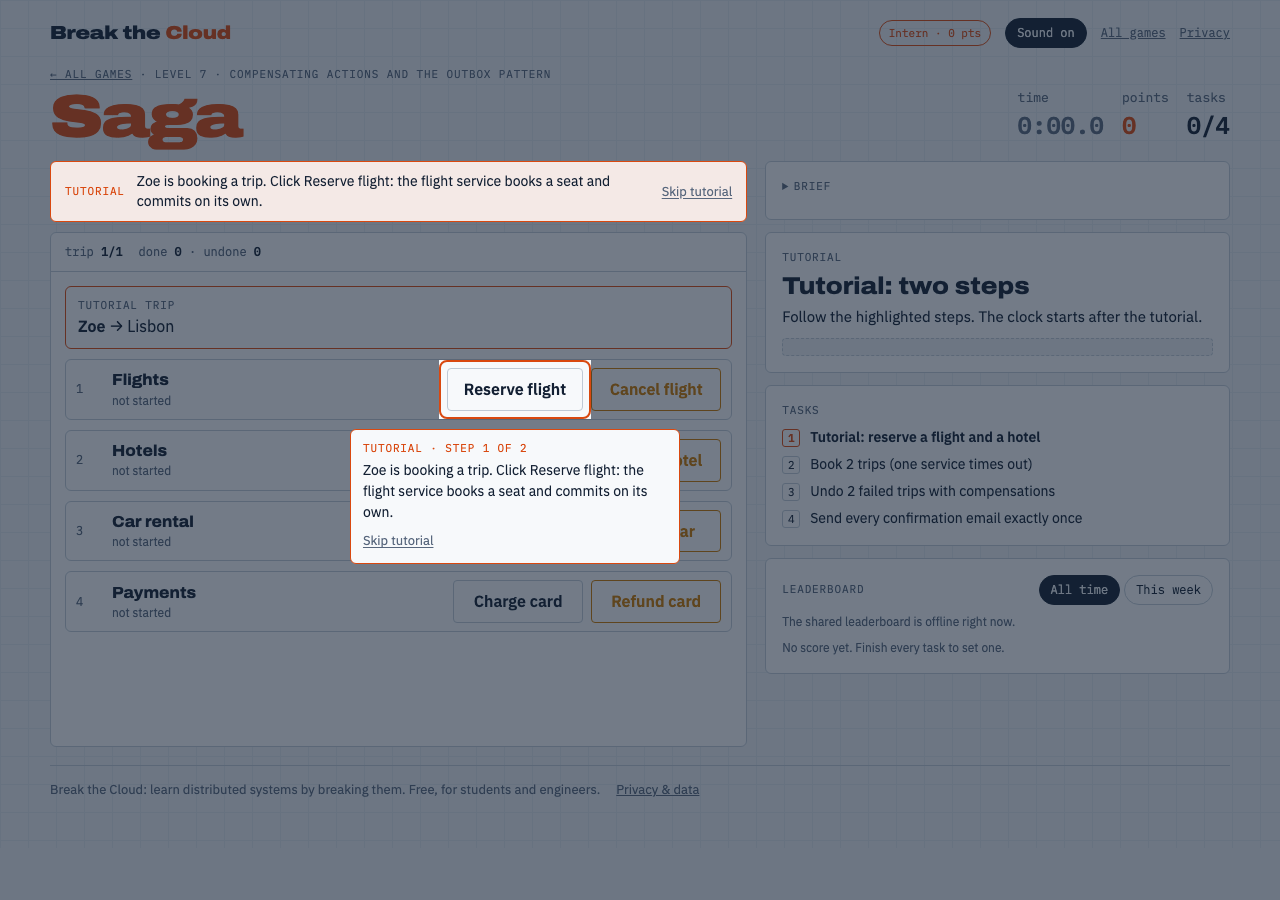 Break the Cloud
Intern · 0 pts
Sound on
All games
Privacy
← ALL GAMES · LEVEL 7 · COMPENSATING ACTIONS AND THE OUTBOX PATTERN
Saga
time
0:00.0
points
0
tasks
0/4
TUTORIAL
Zoe is booking a trip. Click Reserve flight: the flight service books a seat and
commits on its own.
Skip tutorial
trip 1/1 done 0 · undone 0
TUTORIAL TRIP
Zoe → Lisbon
1
Flights
not started
Reserve flight
Cancel flight
2
Hotels
not started
3
Car rental
not started
TUTORIAL · STEP 1 OF 2
Zoe is booking a trip. Click Reserve flight: the
flight service books a seat and commits on its
own.
Skip tutorial
4
Payments
not started
Charge card
Refund card
▶ BRIEF
TUTORIAL
Tutorial: two steps
Follow the highlighted steps. The clock starts after the tutorial.
TASKS
1 Tutorial: reserve a flight and a hotel
2 Book 2 trips (one service times out)
3 Undo 2 failed trips with compensations
4 Send every confirmation email exactly once
LEADERBOARD
All time
This week
The shared leaderboard is offline right now.
No score yet. Finish every task to set one.
Break the Cloud: learn distributed systems by breaking them. Free, for students and engineers.
Privacy & data